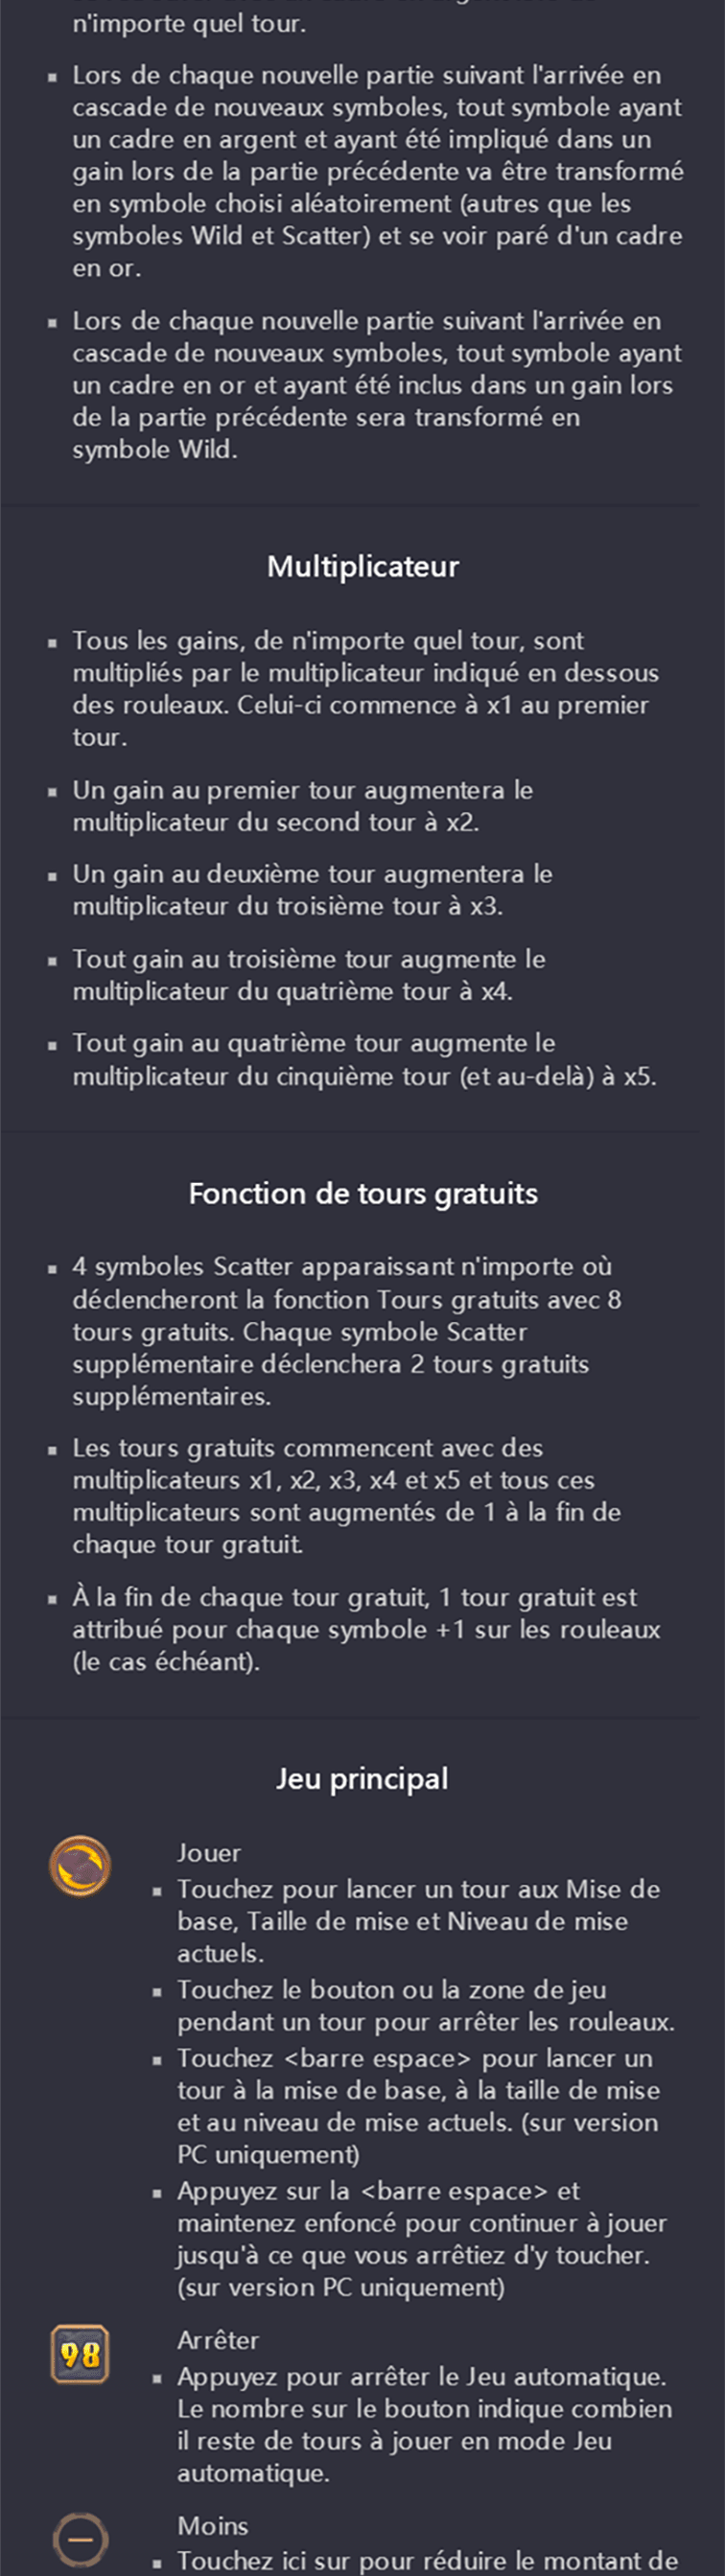 n'importe quel tour.
Lors de chaque nouvelle partie suivant l'arrivée en
cascade de nouveaux symboles, tout symbole ayant
un cadre en argent et ayant été impliqué dans un
gain lors de la partie précédente va être transformé
en symbole choisi aléatoirement (autres que les
symboles Wild et Scatter) et se voir paré d'un cadre
en or.
Lors de chaque nouvelle partie suivant l'arrivée en
cascade de nouveaux symboles, tout symbole ayant
un cadre en or et ayant été inclus dans un gain lors
de la partie précédente sera transformé en
symbole Wild.
Multiplicateur
Tous les gains, de n'importe quel tour, sont
multipliés par le multiplicateur indiqué en dessous
des rouleaux. Celui-ci commence à x1 au premier
tour.
Un gain au premier tour augmentera le
multiplicateur du second tour à x2.
Un gain au deuxième tour augmentera le
multiplicateur du troisième tour à x3.
Tout gain au troisième tour augmente le
multiplicateur du quatrième tour à x4.
Tout gain au quatrième tour augmente le
multiplicateur du cinquième tour (et au-delà) à x5.
Fonction de tours gratuits
4 symboles Scatter apparaissant n'importe où
déclencheront la fonction Tours gratuits avec 8
tours gratuits. Chaque symbole Scatter
supplémentaire déclenchera 2 tours gratuits
supplémentaires.
Les tours gratuits commencent avec des
multiplicateurs x1, x2, x3, x4 et x5 et tous ces
multiplicateurs sont augmentés de 1 à la fin de
chaque tour gratuit.
À la fin de chaque tour gratuit, 1 tour gratuit est
attribué pour chaque symbole +1 sur les rouleaux
(le cas échéant).
Jeu principal
Jouer
Touchez pour lancer un tour aux Mise de
base, Taille de mise et Niveau de mise
actuels.
Touchez le bouton ou la zone de jeu
pendant un tour pour arrêter les rouleaux.
Touchez <barre espace> pour lancer un
tour à la mise de base, à la taille de mise
et au niveau de mise actuels. (sur version
PC uniquement)
Appuyez sur la <barre espace> et
maintenez enfoncé pour continuer à jouer
jusqu'à ce que vous arrêtiez d'y toucher.
(sur version PC uniquement)
98
Arrêter
Appuyez pour arrêter le Jeu automatique.
Le nombre sur le bouton indique combien
il reste de tours à jouer en mode Jeu
automatique.
Moins
Touchez ici sur pour réduire le montant de